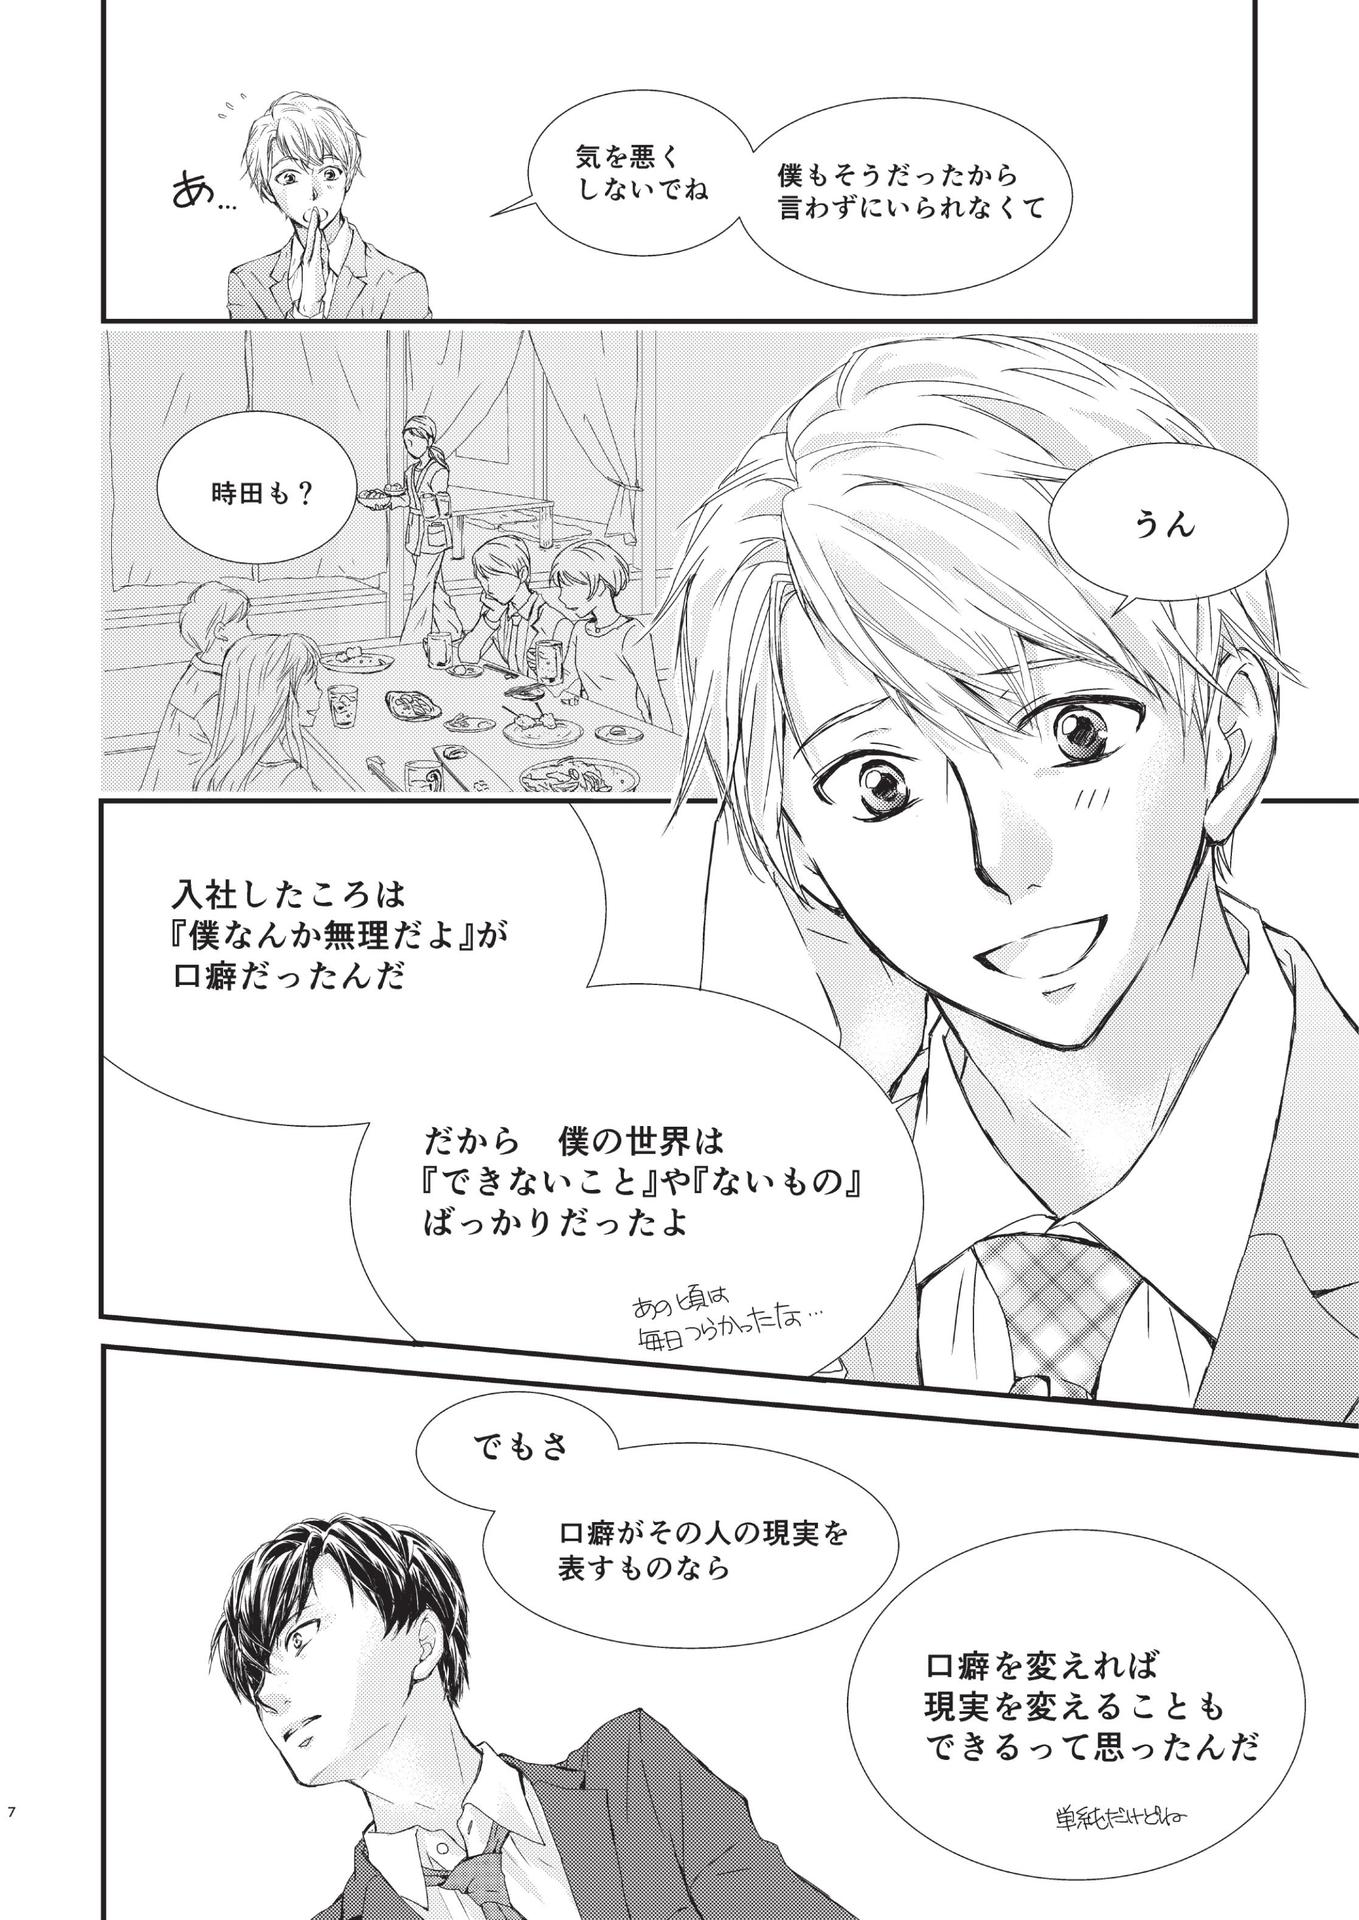 あ…
気を悪く
しないでね
僕もそうだったから
言わずにいられなくて
時田も？
うん
入社したころは
『僕なんか無理だよ』が
口癖だったんだ
だから　僕の世界は
『できないこと』や『ないもの』
ばっかりだったよ
あの頃は
毎日つらかったな…
でもさ
口癖がその人の現実を
表すものなら
口癖を変えれば
現実を変えることも
できるって思ったんだ
単純だけどね
7